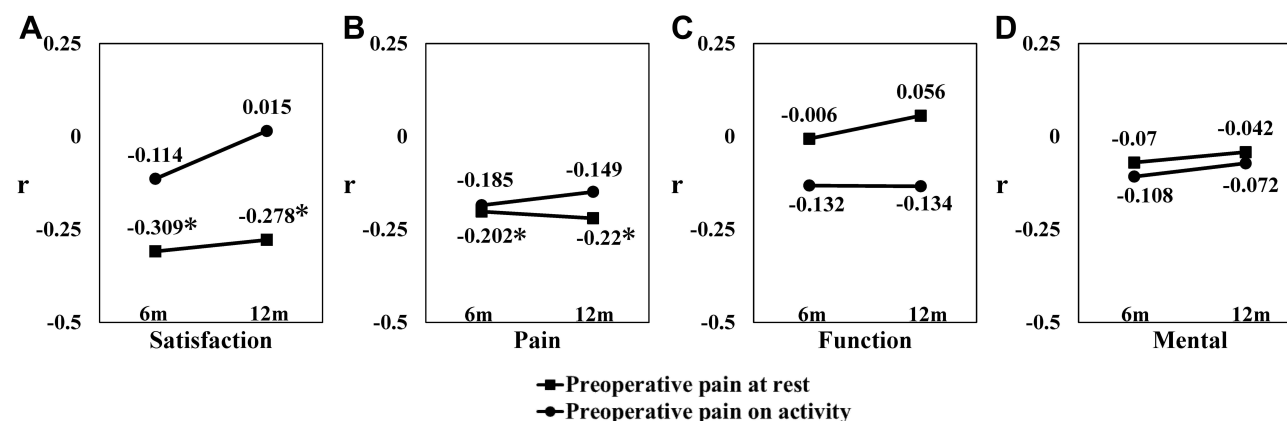 A
0.25
0
r
-0.25
-0.5
0.015
-0.114
-0.309*
-0.278*
6m
12m
Satisfaction
B
0.25
0
r
-0.25
-0.5
-0.185
-0.149
-0.202*
-0.22*
6m
12m
Pain
C
0.25
0
r
-0.25
-0.5
-0.006
0.056
-0.132
-0.134
6m
12m
Function
D
0.25
0
r
-0.25
-0.5
-0.07
-0.042
-0.108
-0.072
6m
12m
Mental
Preoperative pain at rest
Preoperative pain on activity